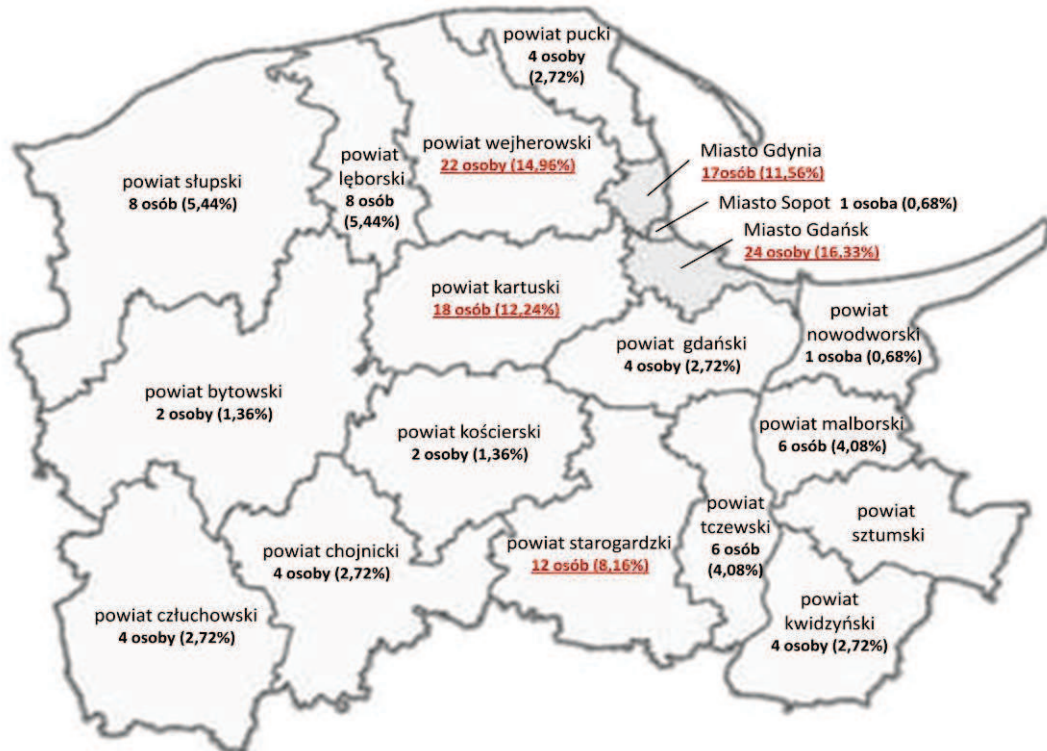 powiat pucki
4 osoby
(2,72%)
powiat wejherowski
22 osoby (14,96%)
Miasto Gdynia
17osób (11,56%)
powiat
lęborski
8 osób
(5,44%)
powiat słupski
8 osób (5,44%)
Miasto Sopot 1 osoba (0,68%)
Miasto Gdańsk
24 osoby (16,33%)
powiat kartuski
18 osób (12,24%)
powiat
nowodworski
1 osoba (0,68%)
powiat gdański
4 osoby (2,72%)
powiat bytowski
2 osoby (1,36%)
powiat kościerski
2 osoby (1,36%)
powiat malborski
6 osób (4,08%)
powiat
tczewski
6 osób
(4,08%)
powiat
sztumski
powiat starogardzki
12 osób (8,16%)
powiat chojnicki
4 osoby (2,72%)
powiat człuchowski
4 osoby (2,72%)
powiat
kwidzyński
4 osoby (2,72%)